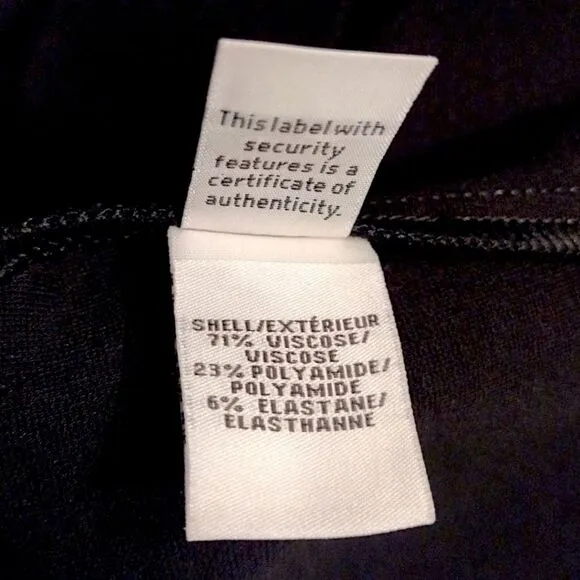 This label with
security
features is a
certificate of
authenticity.
SHELL/EXTÉRIEUR
71% VISCOSE/
VISCOSE
23% POLYAMIDE/
POLYAMIDE
6% ELASTANE/
ÉLASTHANNE